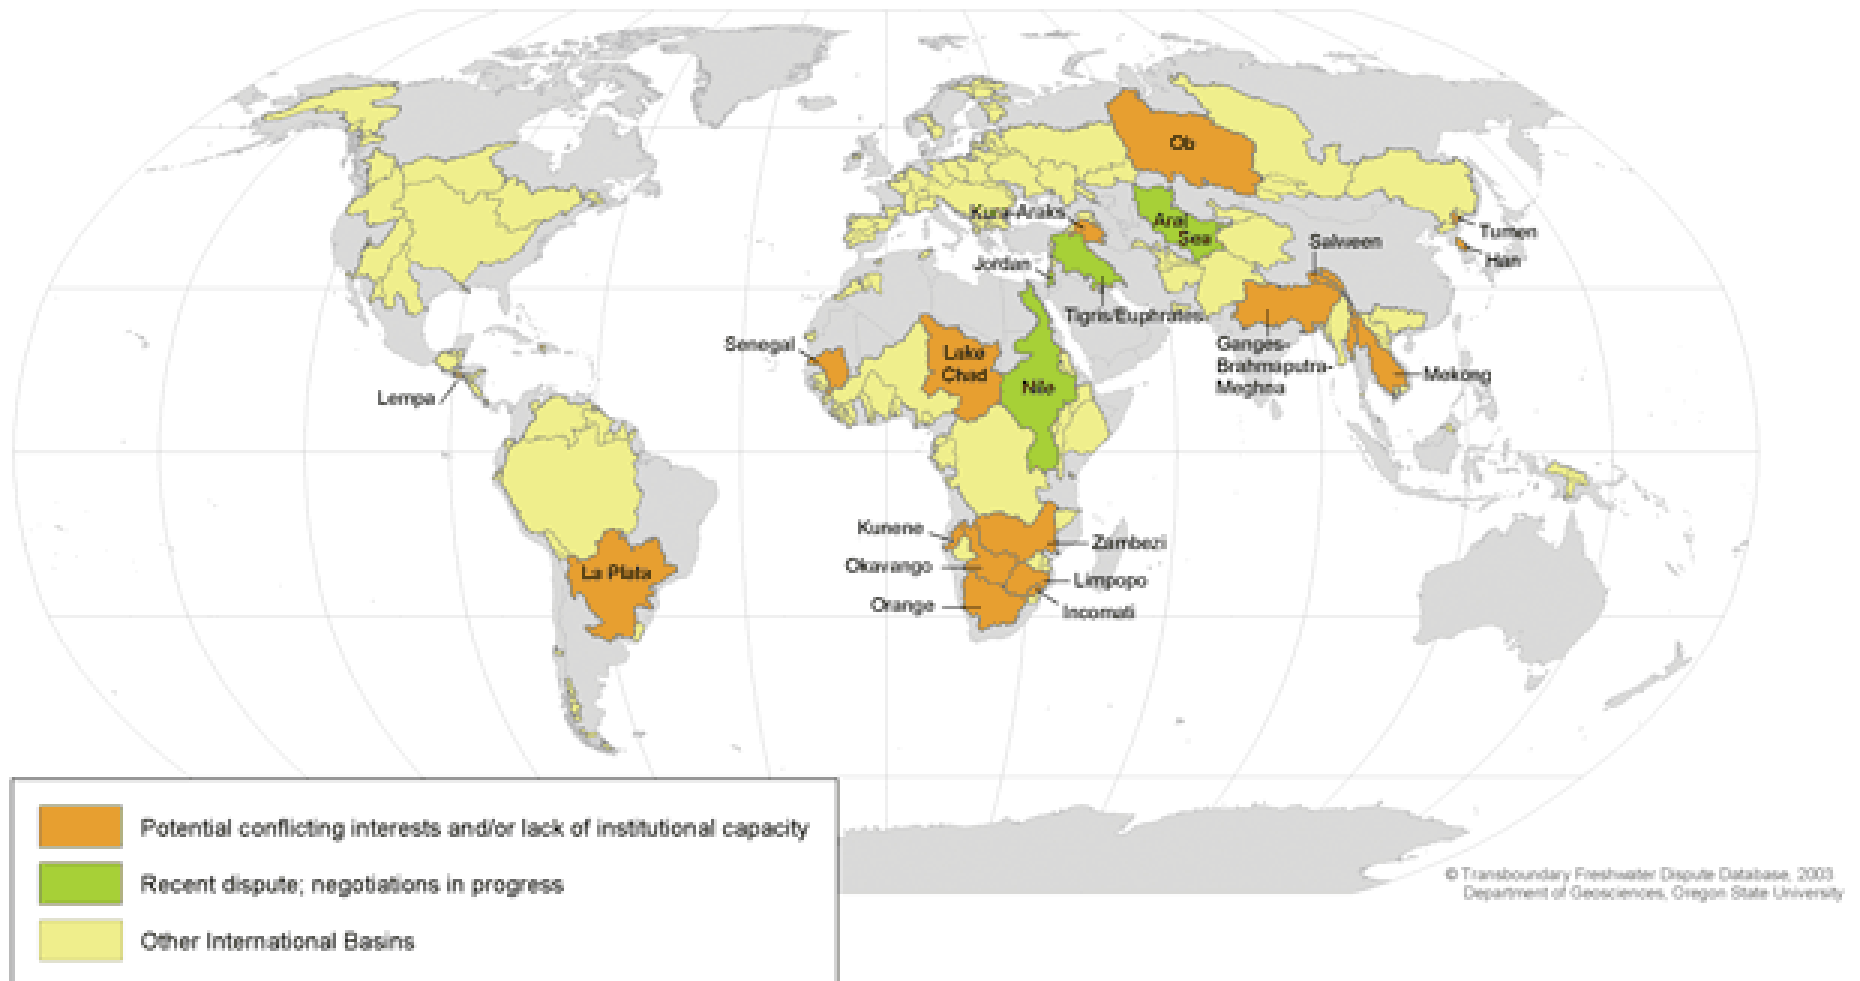 Ob
Kura-Araks
Aral
Sea
Tumen
Han
Salween
Jordan
Tigris/Euphrates
Senegal
Lake
Chad
Nile
Ganges-
Brahmaputra-
Meghna
Mekong
Lempa
Kunene
Zambezi
La Plata
Okavango
Limpopo
Orange
Incomati
Potential conflicting interests and/or lack of institutional capacity
Recent dispute; negotiations in progress
Other International Basins
© Transboundary Freshwater Dispute Database, 2003
Department of Geosciences, Oregon State University